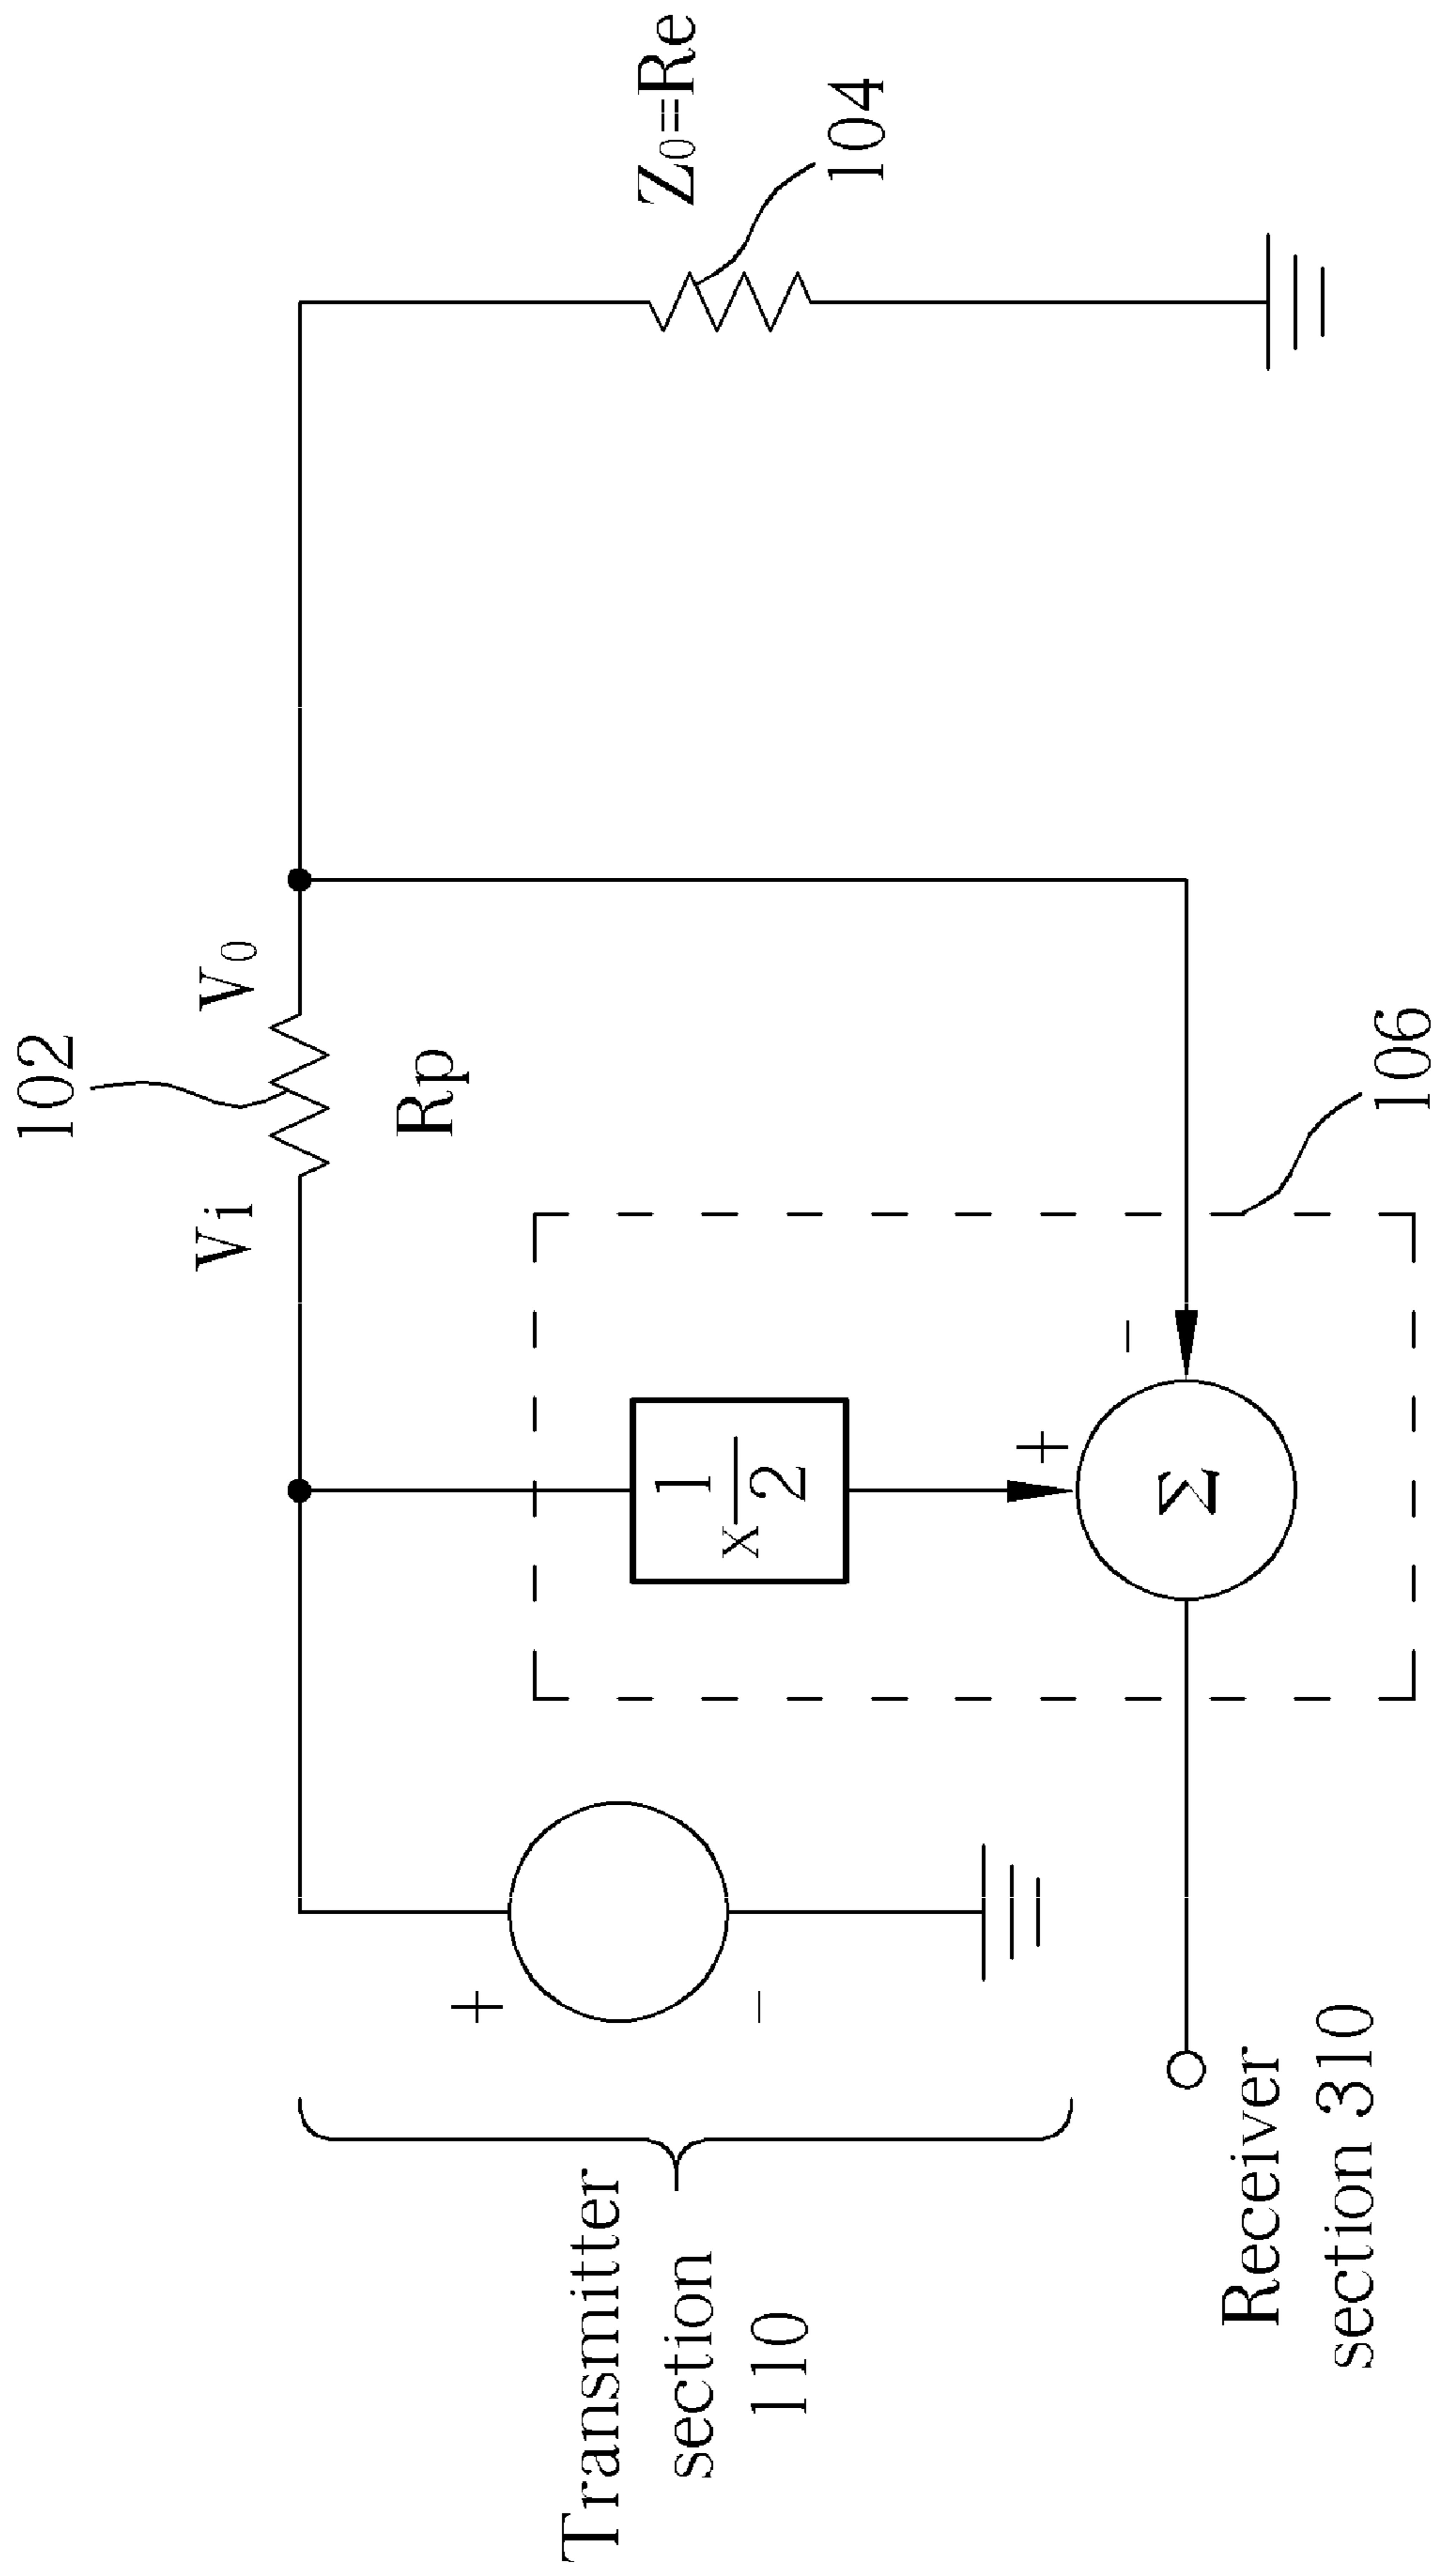 102
Vi
V₀
Rp
Z₀=Re
104
+
-
x 1/2
+
-
Σ
106
Transmitter
section
110
Receiver
section 310